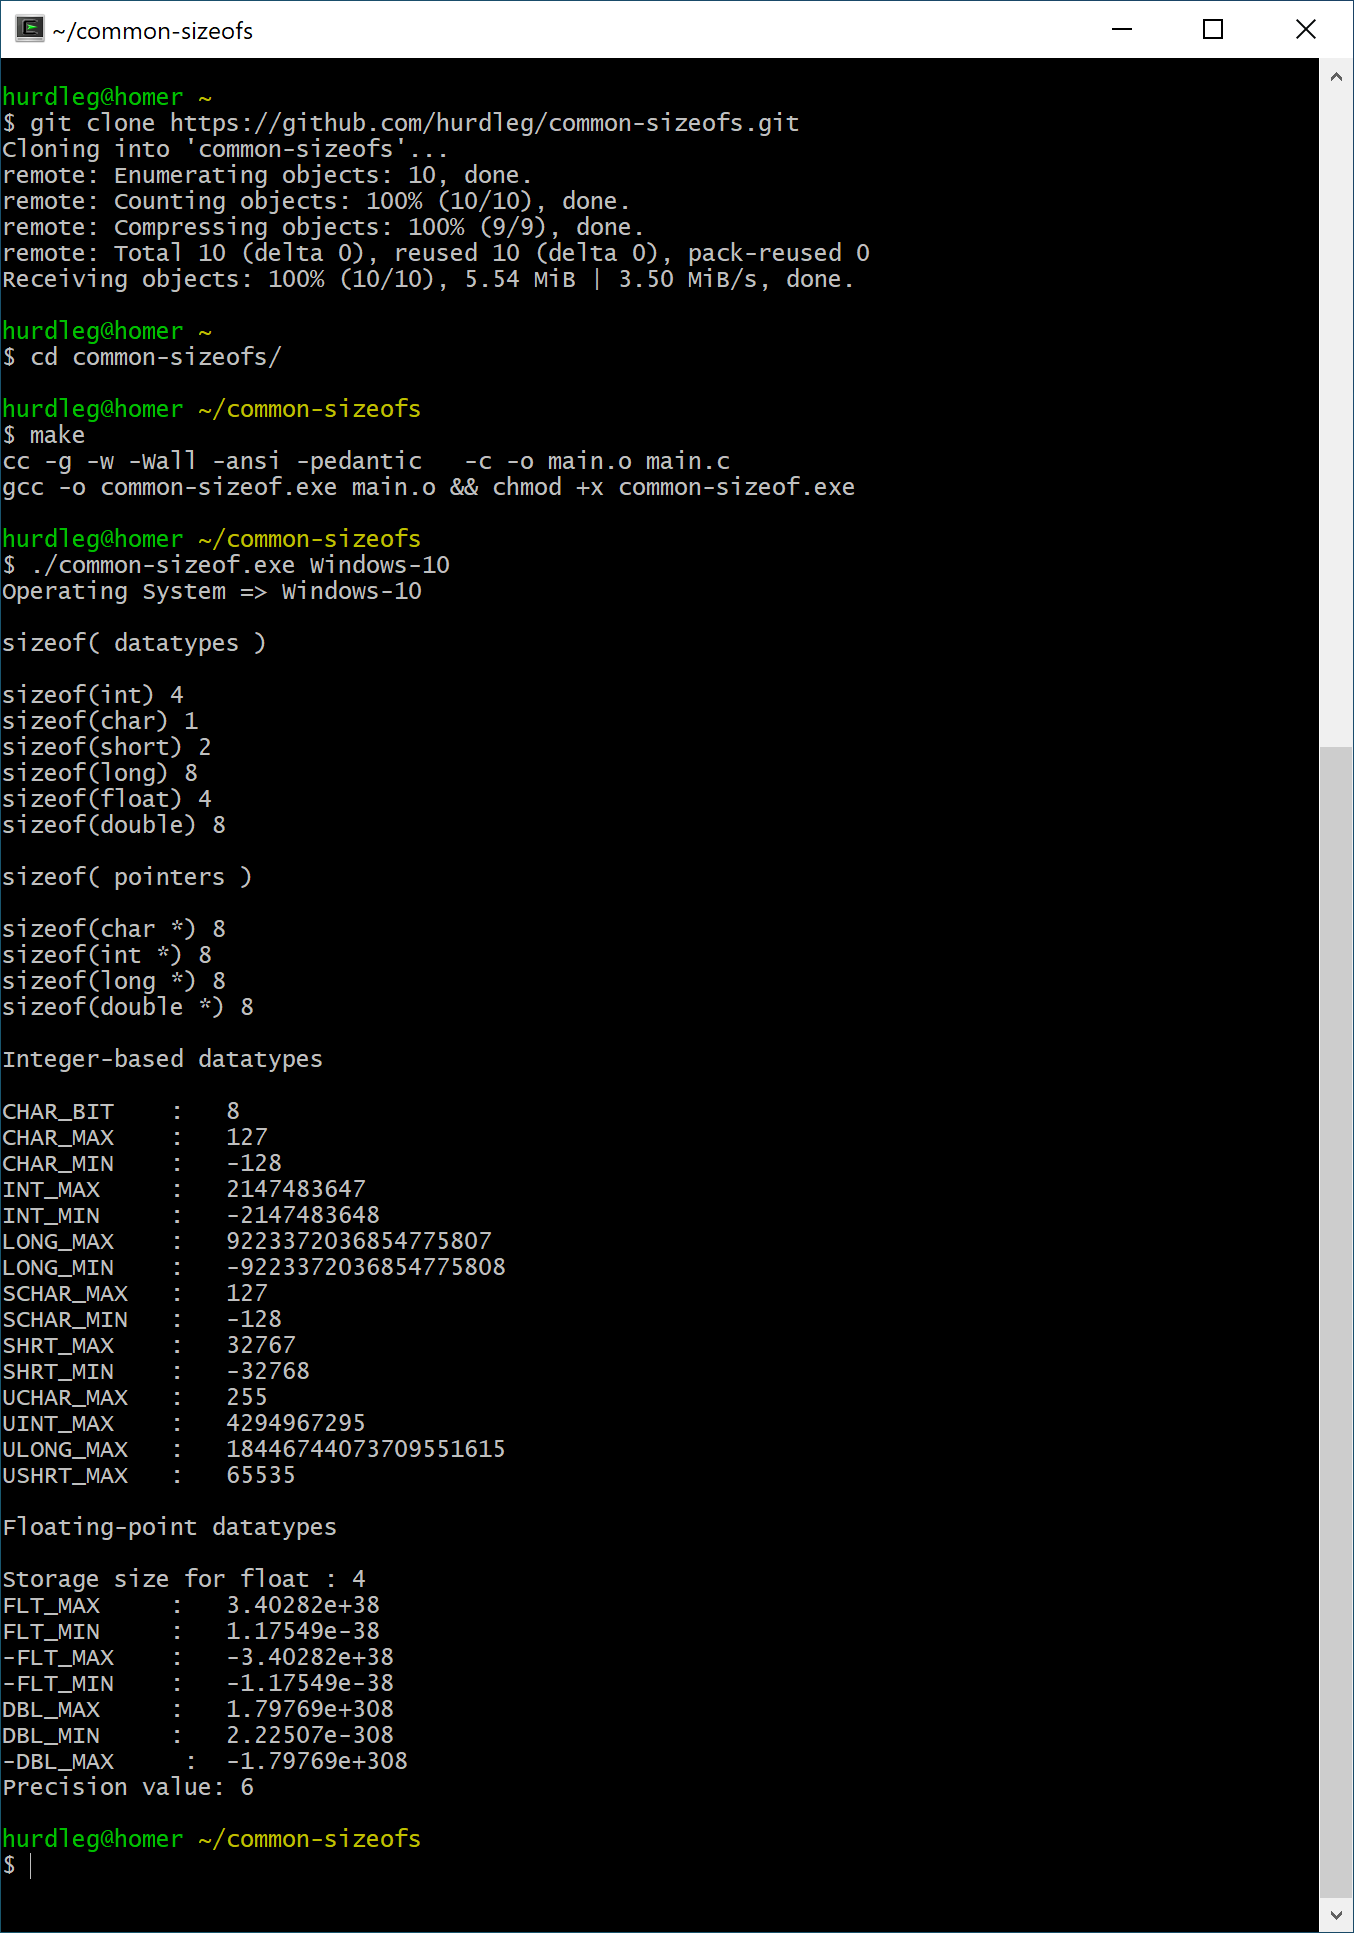 ~/common-sizeofs
hurdleg@homer ~
$ git clone https://github.com/hurdleg/common-sizeofs.git
Cloning into 'common-sizeofs'...
remote: Enumerating objects: 10, done.
remote: Counting objects: 100% (10/10), done.
remote: Compressing objects: 100% (9/9), done.
remote: Total 10 (delta 0), reused 10 (delta 0), pack-reused 0
Receiving objects: 100% (10/10), 5.54 MiB | 3.50 MiB/s, done.
hurdleg@homer ~
$ cd common-sizeofs/
hurdleg@homer ~/common-sizeofs
$ make
cc -g -w -Wall -ansi -pedantic   -c -o main.o main.c
gcc -o common-sizeof.exe main.o && chmod +x common-sizeof.exe
hurdleg@homer ~/common-sizeofs
$ ./common-sizeof.exe Windows-10
Operating System => Windows-10
sizeof( datatypes )
sizeof(int) 4
sizeof(char) 1
sizeof(short) 2
sizeof(long) 8
sizeof(float) 4
sizeof(double) 8
sizeof( pointers )
sizeof(char *) 8
sizeof(int *) 8
sizeof(long *) 8
sizeof(double *) 8
Integer-based datatypes
CHAR_BIT    :   8
CHAR_MAX    :   127
CHAR_MIN    :   -128
INT_MAX     :   2147483647
INT_MIN     :   -2147483648
LONG_MAX    :   9223372036854775807
LONG_MIN    :   -9223372036854775808
SCHAR_MAX   :   127
SCHAR_MIN   :   -128
SHRT_MAX    :   32767
SHRT_MIN    :   -32768
UCHAR_MAX   :   255
UINT_MAX    :   4294967295
ULONG_MAX   :   18446744073709551615
USHRT_MAX   :   65535
Floating-point datatypes
Storage size for float : 4
FLT_MAX     :   3.40282e+38
FLT_MIN     :   1.17549e-38
-FLT_MAX    :   -3.40282e+38
-FLT_MIN    :   -1.17549e-38
DBL_MAX     :   1.79769e+308
DBL_MIN     :   2.22507e-308
-DBL_MAX     :  -1.79769e+308
Precision value: 6
hurdleg@homer ~/common-sizeofs
$